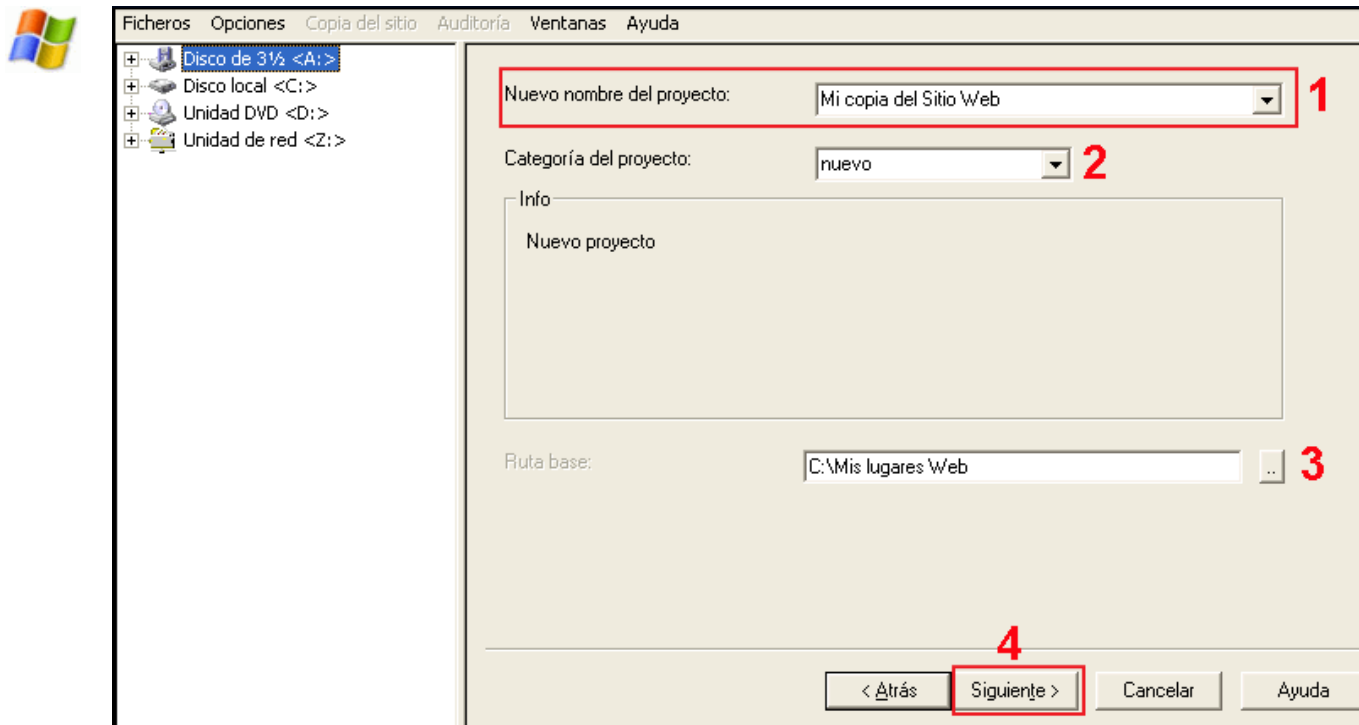 Ficheros Opciones Copia del sitio Auditoría Ventanas Ayuda
Disco de 3½ <A:>
Disco local <C:>
Unidad DVD <D:>
Unidad de red <Z:>
Nuevo nombre del proyecto: Mi copia del Sitio Web 1
Categoría del proyecto: nuevo 2
Info
Nuevo proyecto
Ruta base: C:\Mis lugares Web .. 3
4
< Atrás Siguiente > Cancelar Ayuda